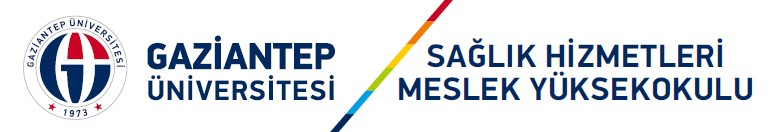 GAZİANTEP ÜNİVERSİTESİ
1973
GAZİANTEP
ÜNİVERSİTESİ
SAĞLIK HİZMETLERİ
MESLEK YÜKSEKOKULU